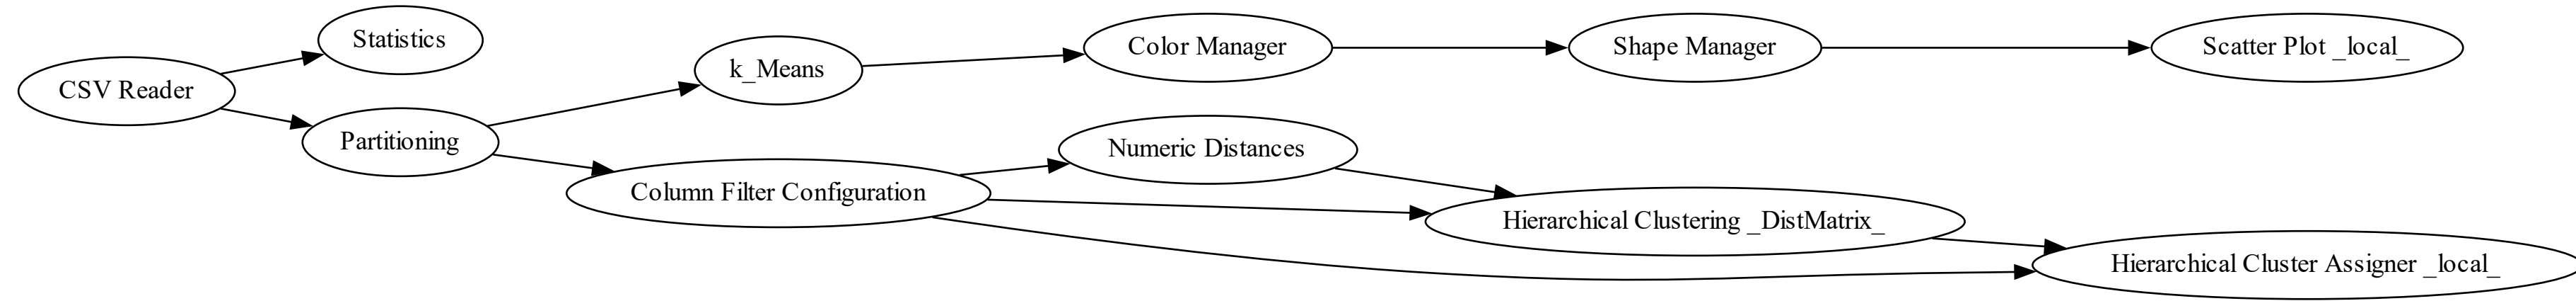 CSV Reader
Statistics
Partitioning
k_Means
Column Filter Configuration
Color Manager
Numeric Distances
Shape Manager
Hierarchical Clustering _DistMatrix_
Scatter Plot _local_
Hierarchical Cluster Assigner _local_